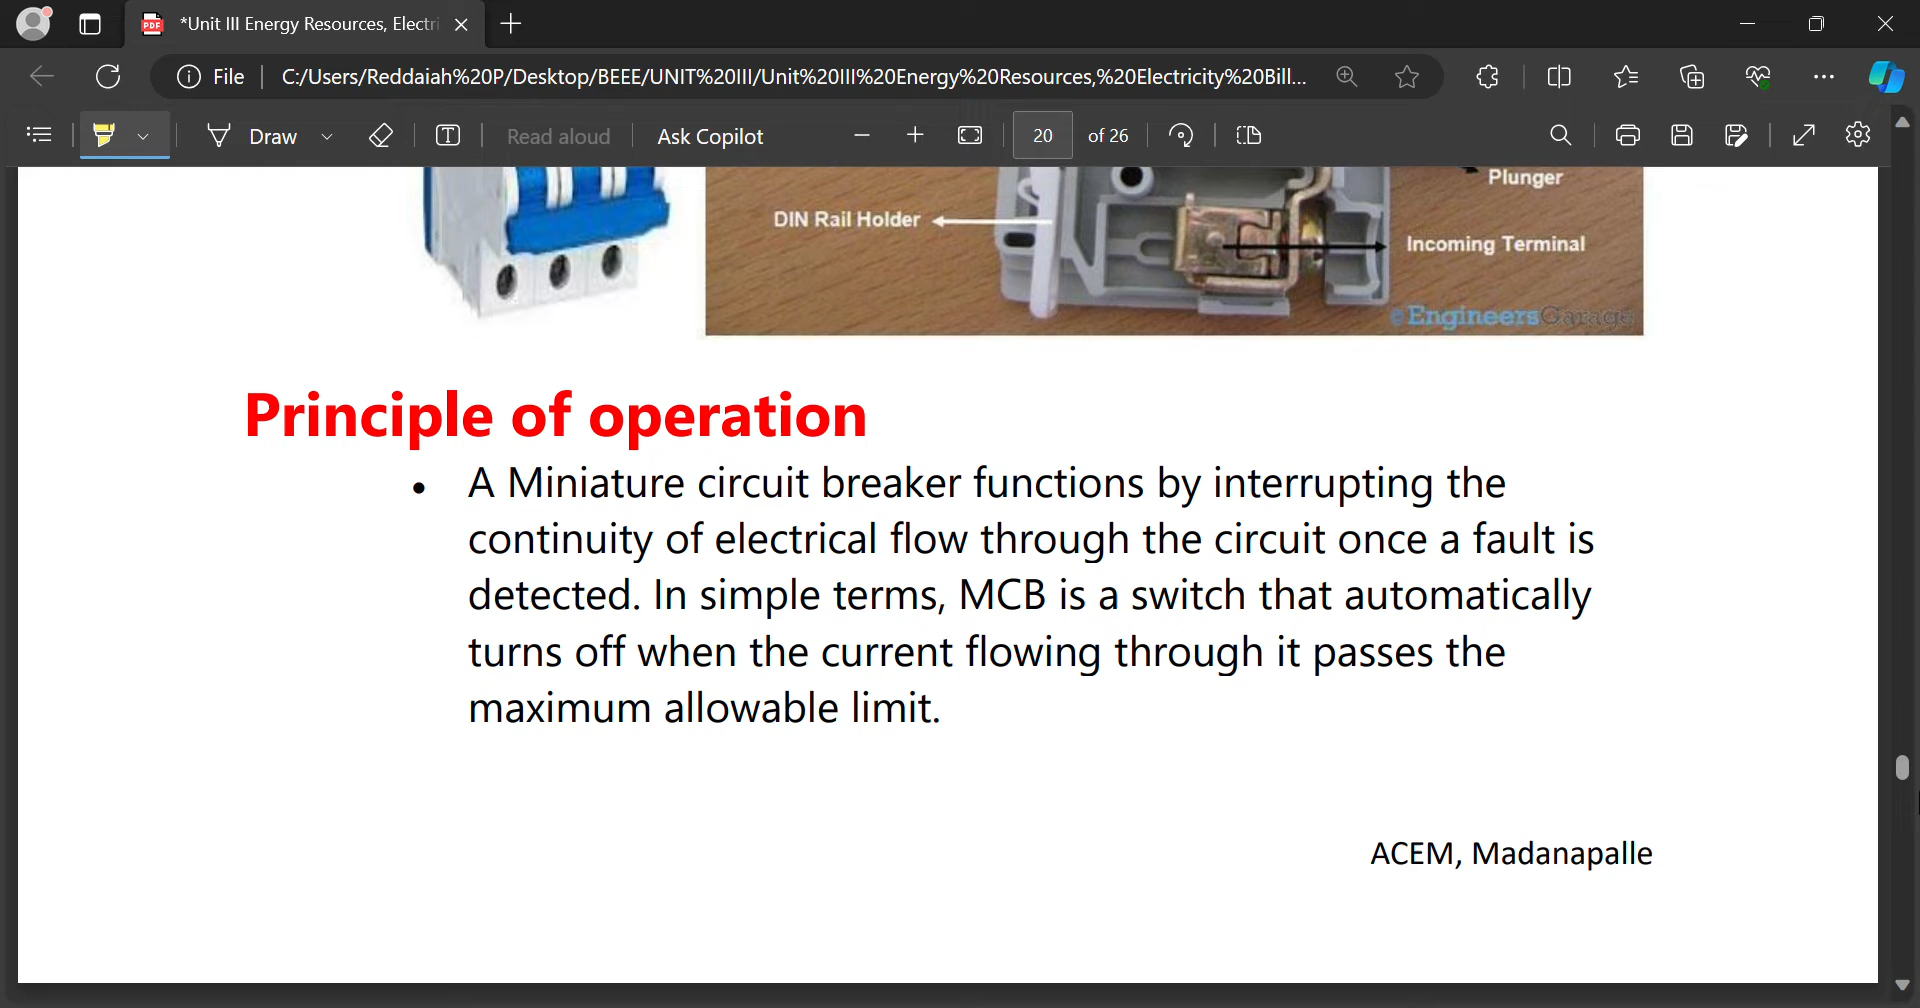 *Unit III Energy Resources, Electri
File
C:/Users/Reddaiah%20P/Desktop/BEEE/UNIT%20III/Unit%20III%20Energy%20Resources,%20Electricity%20Bill...
Draw
Read aloud
Ask Copilot
20
of 26
PDF
Plunger
DIN Rail Holder
Incoming Terminal
EngineersGarage
Principle of operation
• A Miniature circuit breaker functions by interrupting the
continuity of electrical flow through the circuit once a fault is
detected. In simple terms, MCB is a switch that automatically
turns off when the current flowing through it passes the
maximum allowable limit.
ACEM, Madanapalle